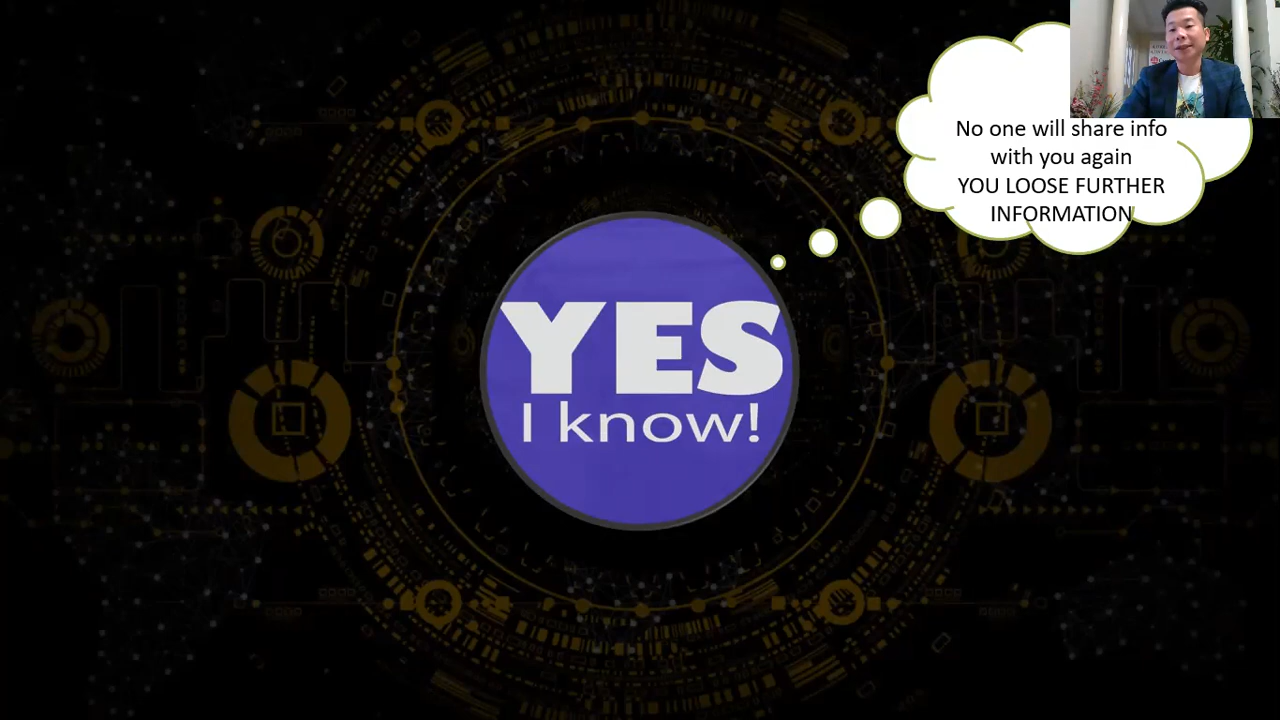 No one will share info
with you again
YOU LOOSE FURTHER
INFORMATION
YES
I know!